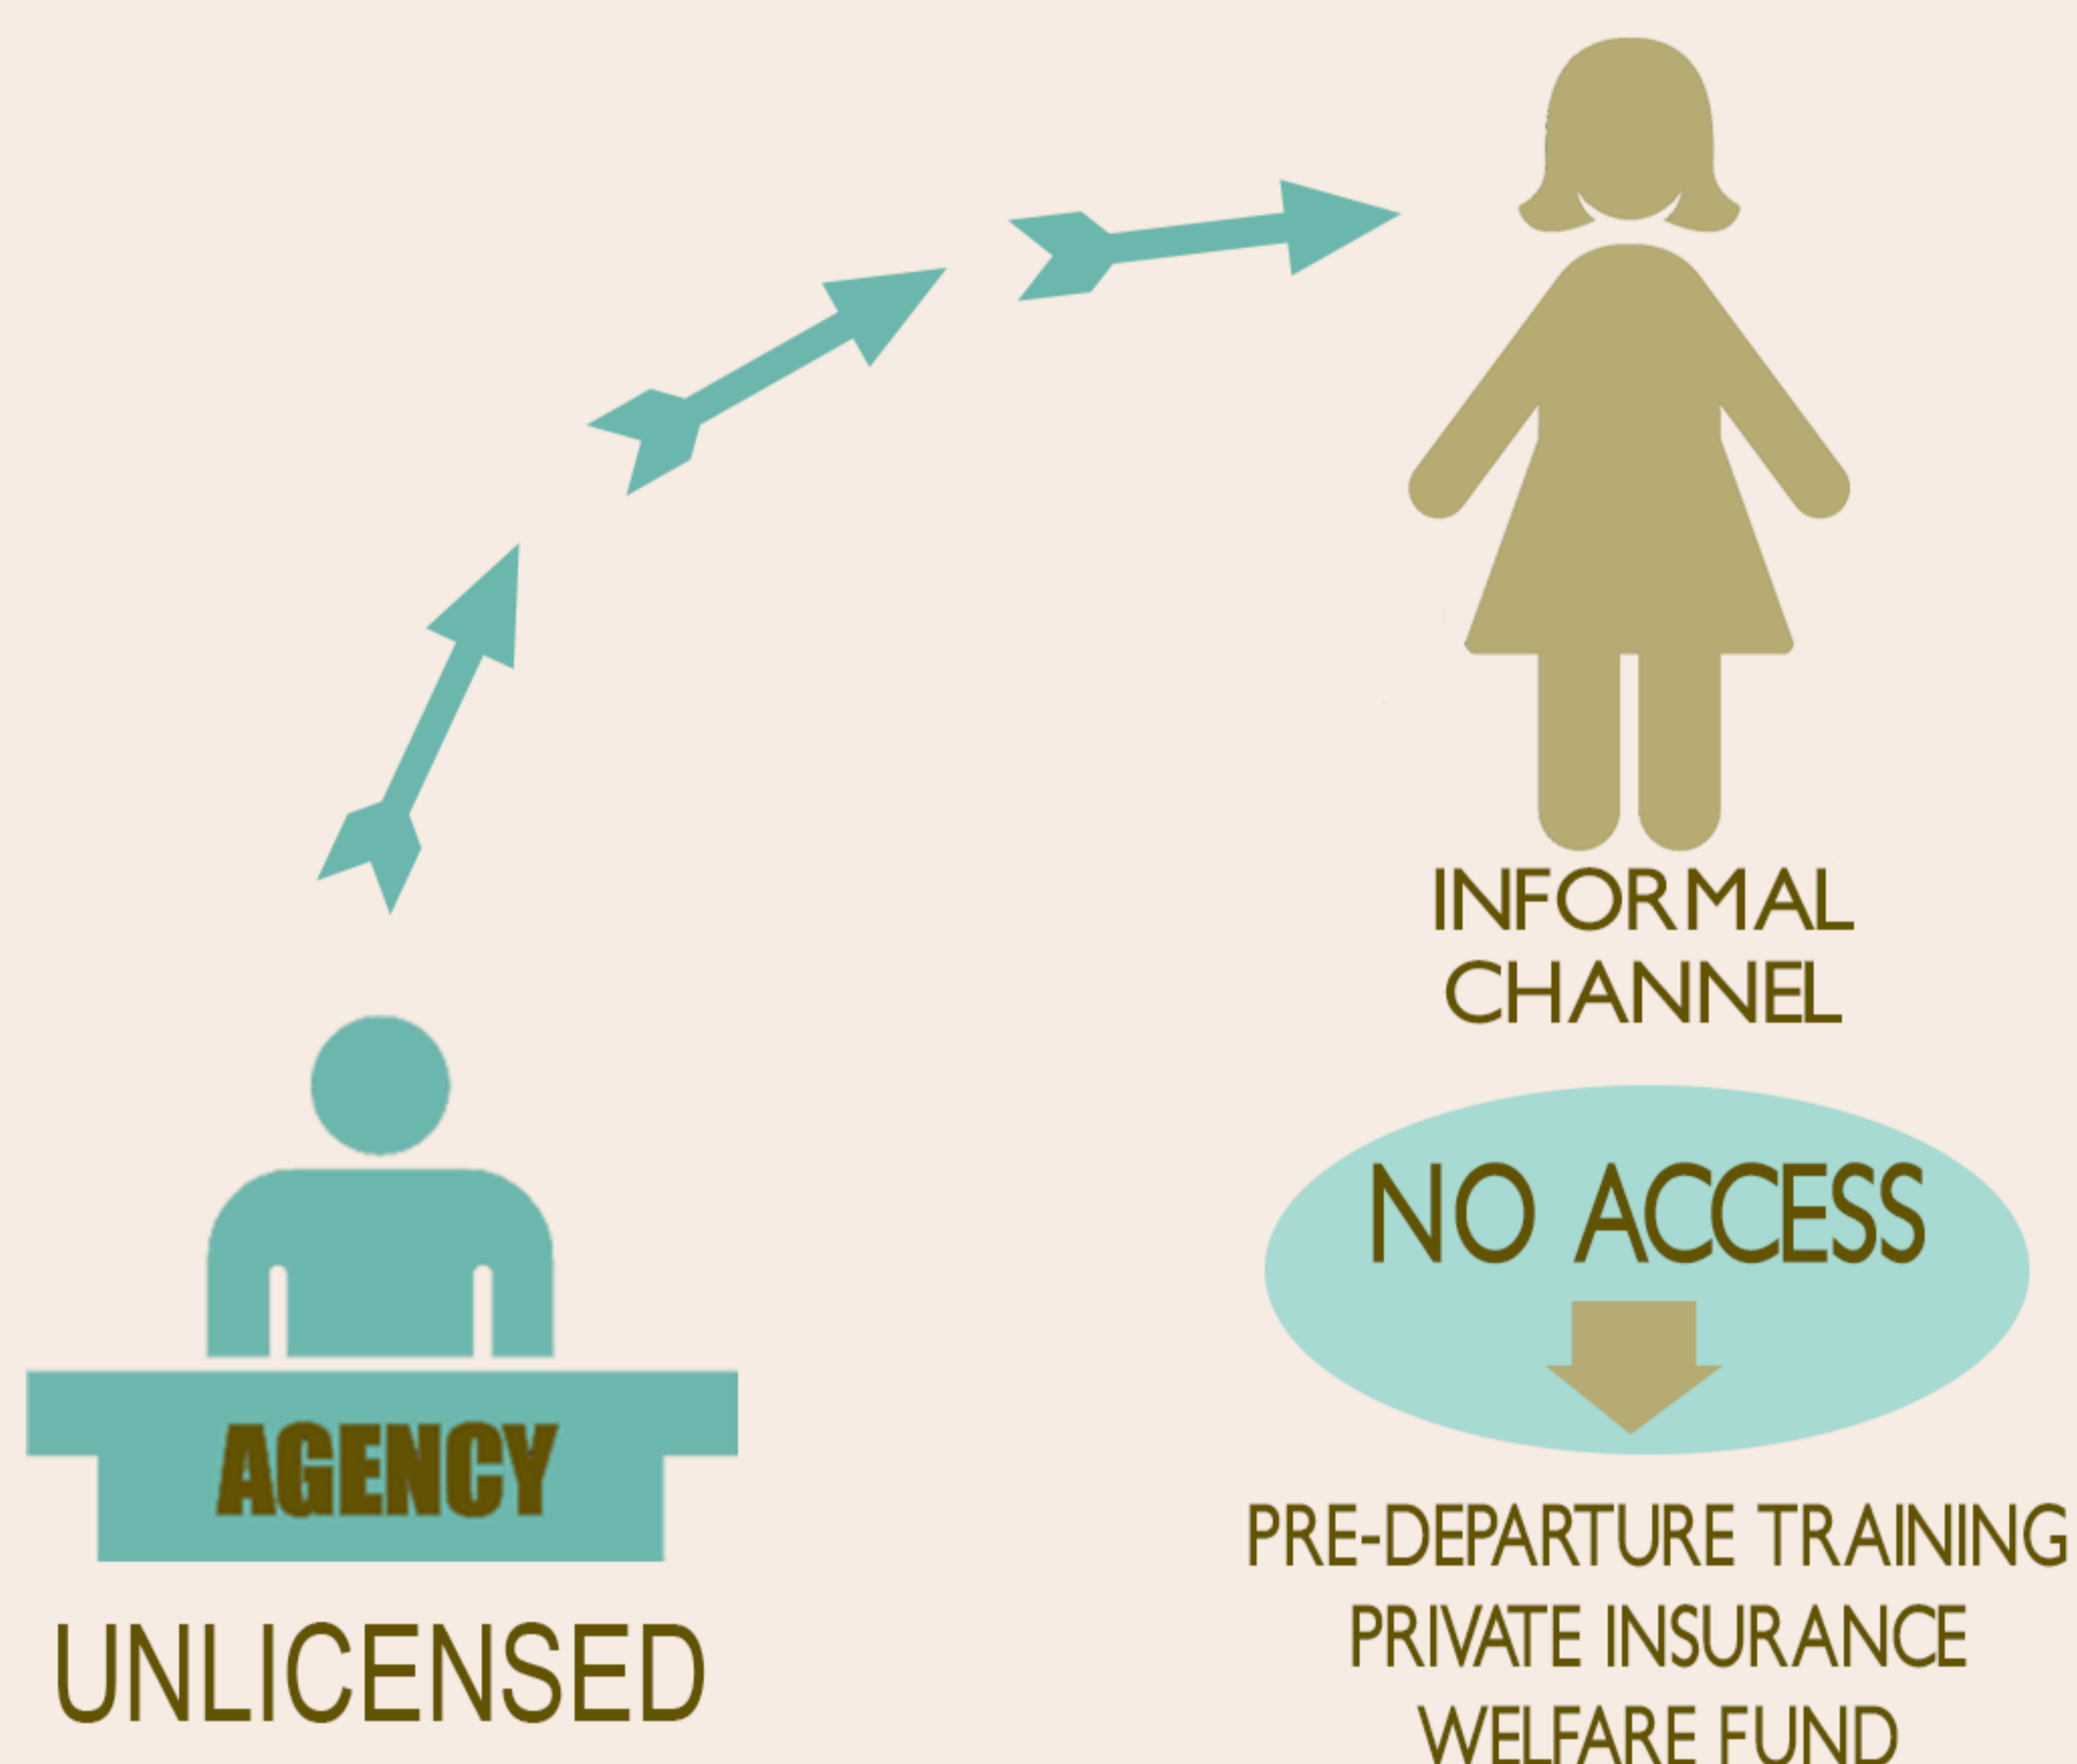 AGENCY
UNLICENSED
INFORMAL
CHANNEL
NO ACCESS
PRE-DEPARTURE TRAINING
PRIVATE INSURANCE
WELFARE FUND